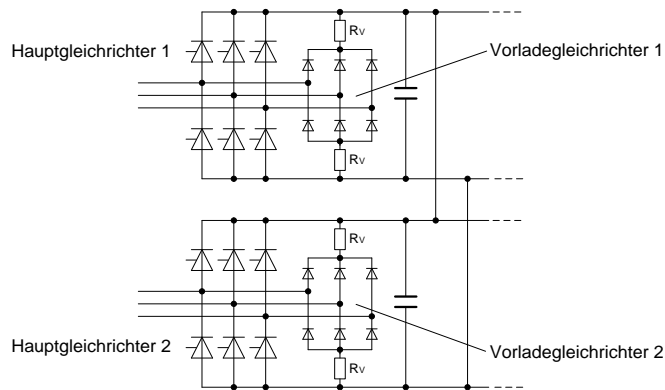 RV
Hauptgleichrichter 1
Vorladegleichrichter 1
RV
RV
Hauptgleichrichter 2
Vorladegleichrichter 2
RV